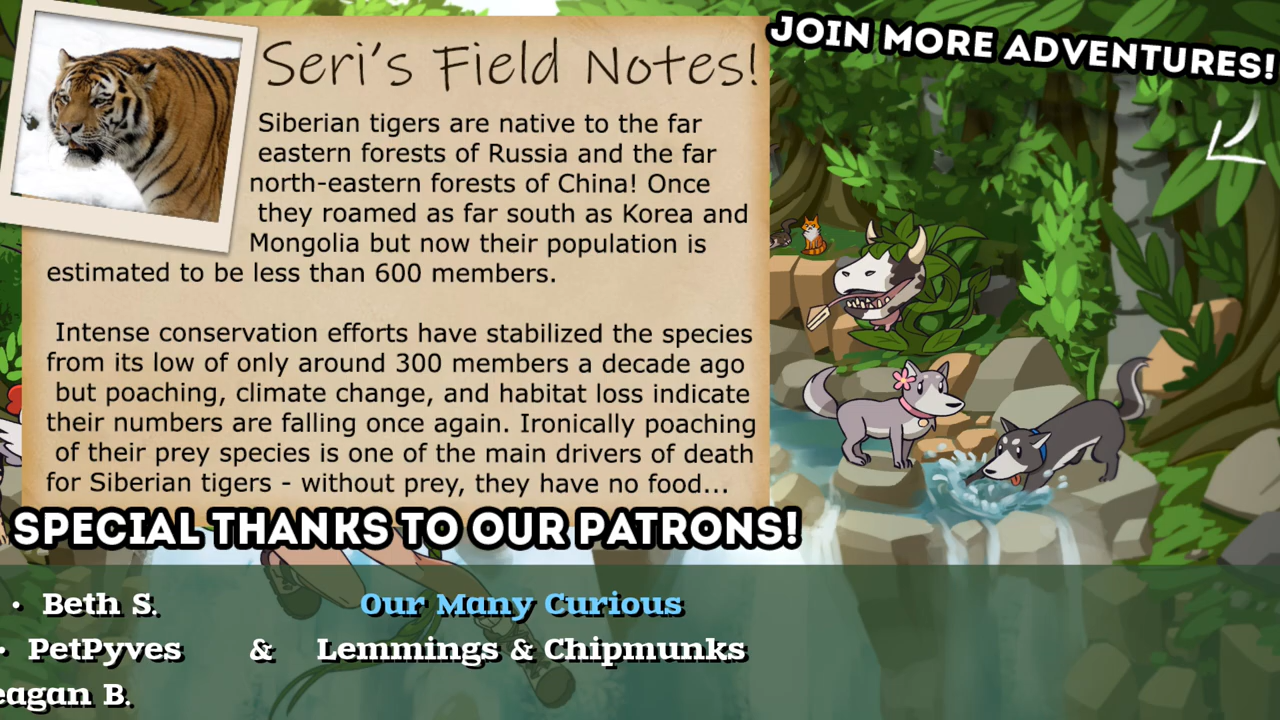 Seri's Field Notes!
JOIN MORE ADVENTURES!
Siberian tigers are native to the far
eastern forests of Russia and the far
north-eastern forests of China! Once
they roamed as far south as Korea and
Mongolia but now their population is
estimated to be less than 600 members.
Intense conservation efforts have stabilized the species
from its low of only around 300 members a decade ago
but poaching, climate change, and habitat loss indicate
their numbers are falling once again. Ironically poaching
of their prey species is one of the main drivers of death
for Siberian tigers - without prey, they have no food...
SPECIAL THANKS TO OUR PATRONS!
• Beth S.
Our Many Curious
• PetPyves & Lemmings & Chipmunks
eagan B.